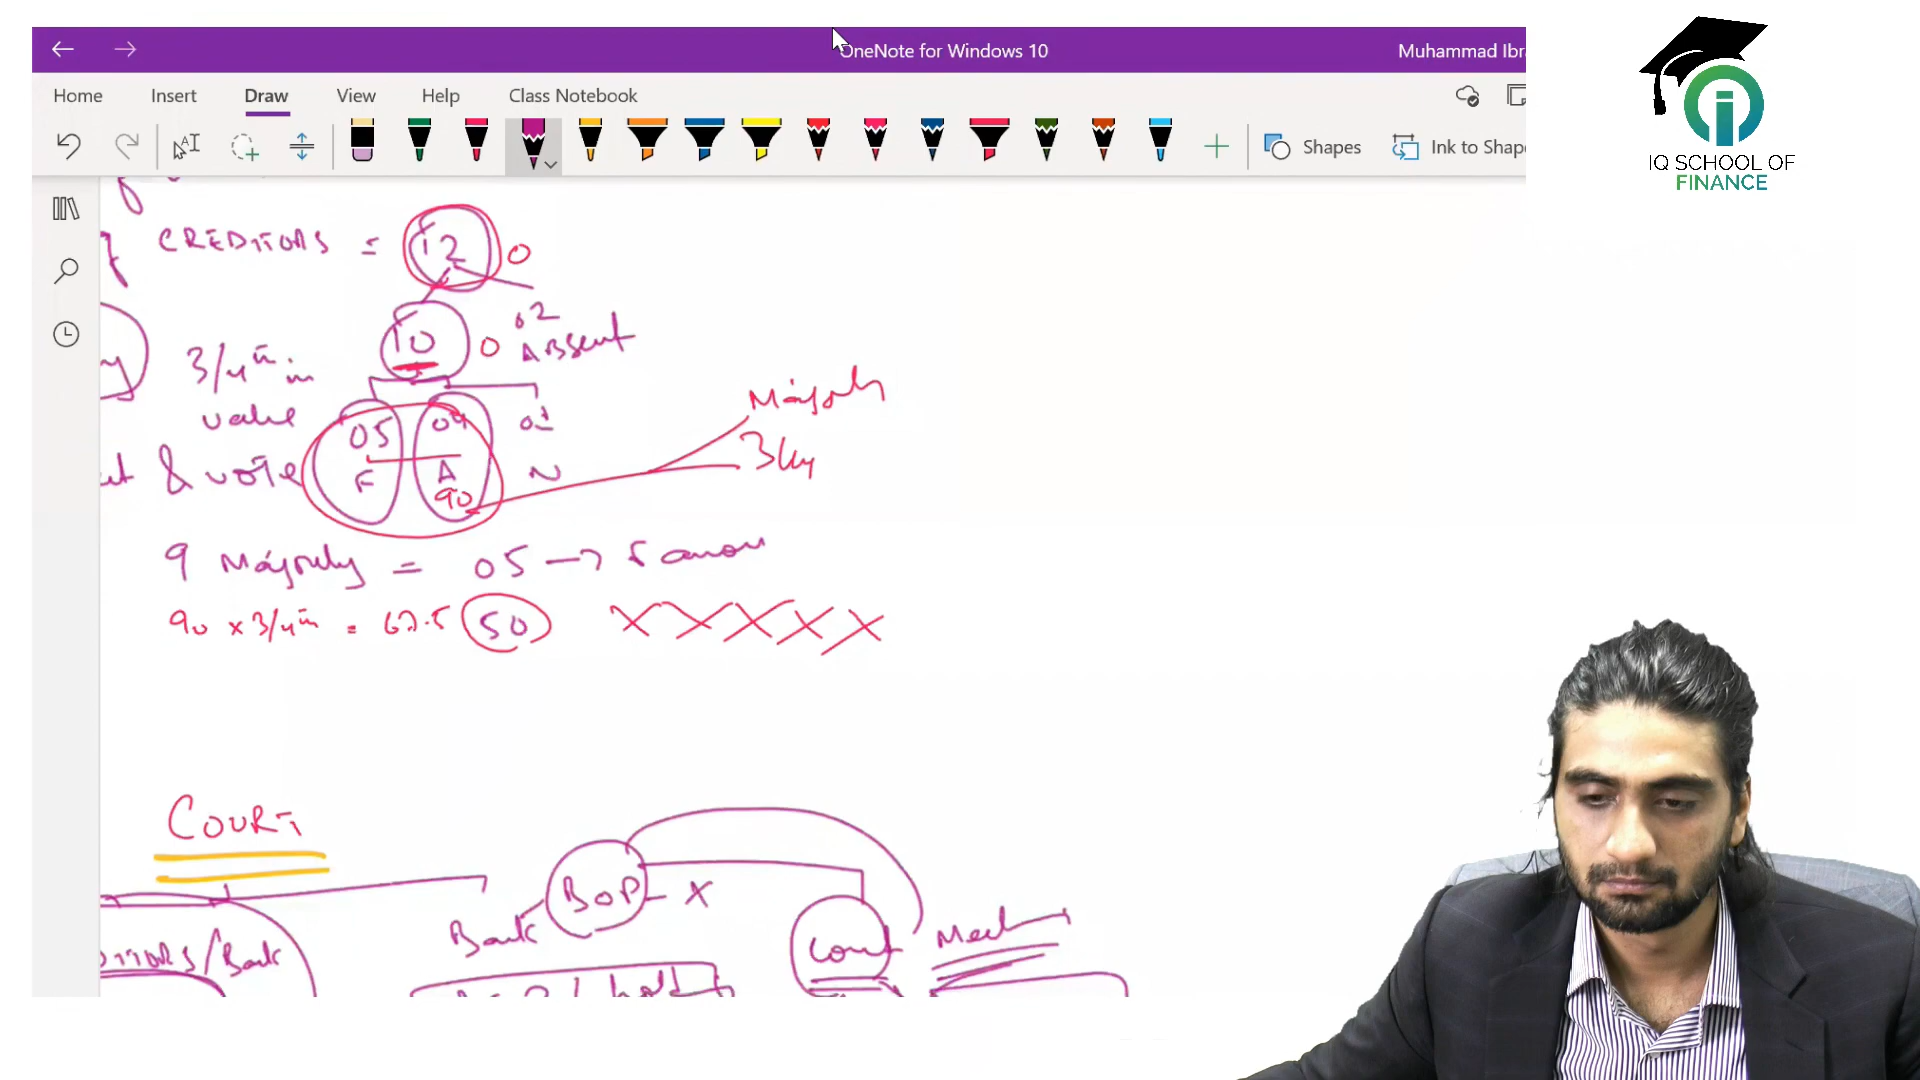 OneNote for Windows 10
Muhammad Ibr
Home Insert Draw View Help Class Notebook
Shapes Ink to Shap
IQ SCHOOL OF
FINANCE
CREDITORS = 12 0
10 0 02
Absent
3/4th in
value
05 04 01
& vote F A N
90
Majority
3/4
9 Majority = 05 → Favour
90 x 3/4th = 67.5 50 X X X X X
COURT
BOP - X
Bank
Court
/Bank
hold